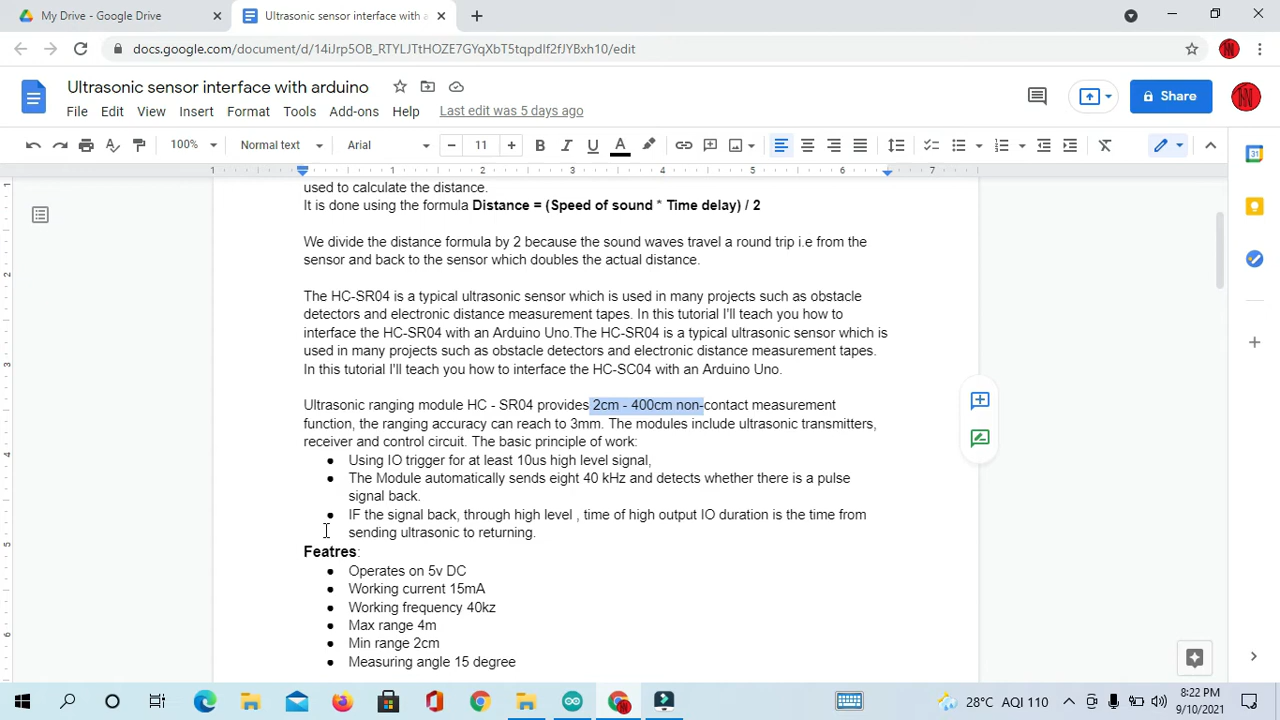 My Drive - Google Drive
Ultrasonic sensor interface with a
docs.google.com/document/d/14iJrp5OB_RTYLJTtHOZE7GYqXbT5tqpdIf2fJYBxh10/edit
Ultrasonic sensor interface with arduino
File Edit View Insert Format Tools Add-ons Help Last edit was 5 days ago
Share
100% Normal text Arial 11
1 1 2 3 4 5 6 7
used to calculate the distance.
It is done using the formula Distance = (Speed of sound * Time delay) / 2
We divide the distance formula by 2 because the sound waves travel a round trip i.e from the
sensor and back to the sensor which doubles the actual distance.
The HC-SR04 is a typical ultrasonic sensor which is used in many projects such as obstacle
detectors and electronic distance measurement tapes. In this tutorial I'll teach you how to
interface the HC-SR04 with an Arduino Uno.The HC-SR04 is a typical ultrasonic sensor which is
used in many projects such as obstacle detectors and electronic distance measurement tapes.
In this tutorial I'll teach you how to interface the HC-SC04 with an Arduino Uno.
Ultrasonic ranging module HC - SR04 provides 2cm - 400cm non-contact measurement
function, the ranging accuracy can reach to 3mm. The modules include ultrasonic transmitters,
receiver and control circuit. The basic principle of work:
● Using IO trigger for at least 10us high level signal,
● The Module automatically sends eight 40 kHz and detects whether there is a pulse
signal back.
● IF the signal back, through high level , time of high output IO duration is the time from
sending ultrasonic to returning.
Featres:
● Operates on 5v DC
● Working current 15mA
● Working frequency 40kz
● Max range 4m
● Min range 2cm
● Measuring angle 15 degree
28°C AQI 110
8:22 PM
9/10/2021